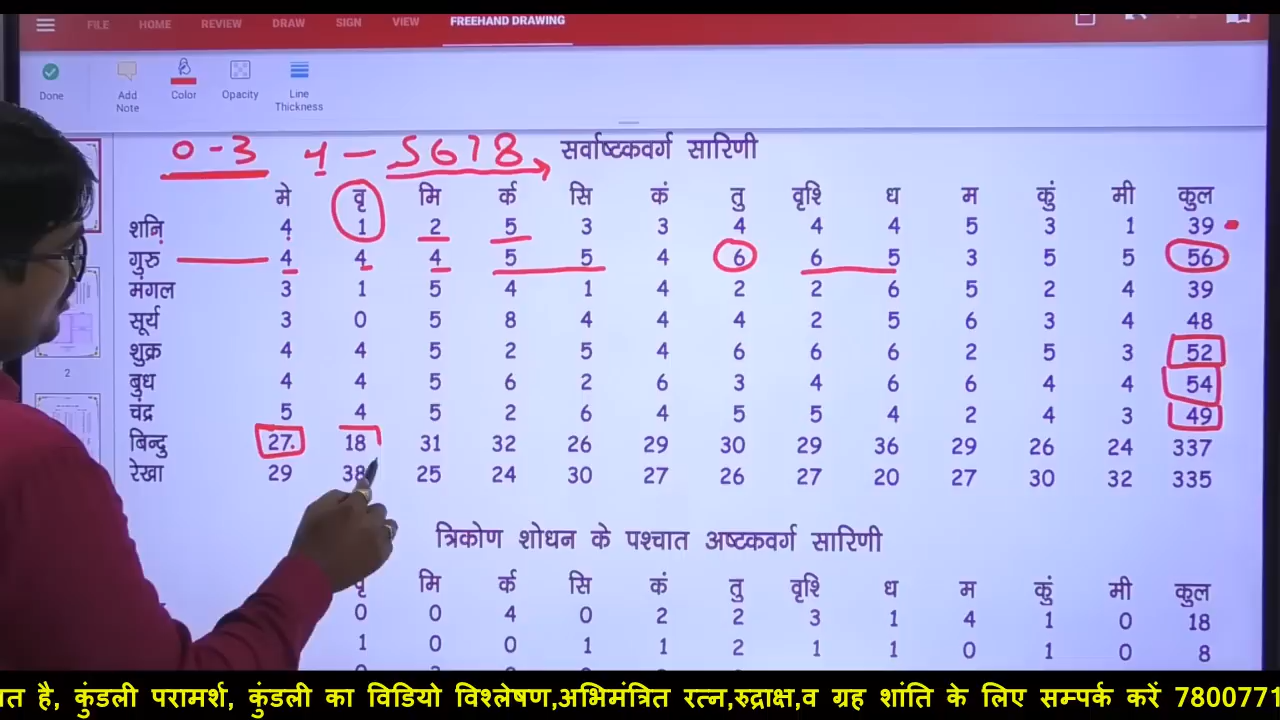 FILE HOME REVIEW DRAW SIGN VIEW FREEHAND DRAWING
Done Add Note Color Opacity Line Thickness
0-3 4 - 5678 सर्वाष्टकवर्ग सारिणी
मे वृ मि र्क सि कं तु वृश्चि ध म कुं मी कुल
शनि 4 1 2 5 3 3 4 4 4 5 3 1 39
गुरु 4 4 4 5 5 4 6 6 5 3 5 5 56
मंगल 3 1 5 4 1 4 2 2 6 5 2 4 39
सूर्य 3 0 5 8 4 4 4 2 5 6 3 4 48
शुक्र 4 4 5 2 5 4 6 6 6 2 5 3 52
बुध 4 4 5 6 2 6 3 4 6 6 4 4 54
चंद्र 5 4 5 2 6 4 5 5 4 2 4 3 49
बिन्दु 27 18 31 32 26 29 30 29 36 29 26 24 337
रेखा 29 38 25 24 30 27 26 27 20 27 30 32 335
2
त्रिकोण शोधन के पश्चात अष्टकवर्ग सारिणी
वृ मि र्क सि कं तु वृश्चि ध म कुं मी कुल
0 0 4 0 2 2 3 1 4 1 0 18
1 0 0 1 1 2 1 1 0 1 0 8
है, कुंडली परामर्श, कुंडली का विडियो विश्लेषण,अभिमंत्रित रत्न,रुद्राक्ष,व ग्रह शांति के लिए सम्पर्क करें 7800771